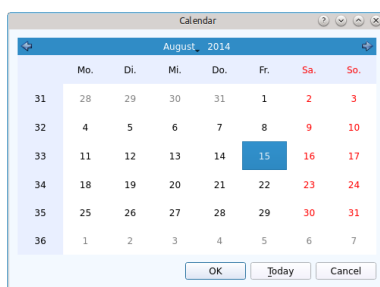 Calendar
August, 2014
Mo. Di. Mi. Do. Fr. Sa. So.
31 28 29 30 31 1 2 3
32 4 5 6 7 8 9 10
33 11 12 13 14 15 16 17
34 18 19 20 21 22 23 24
35 25 26 27 28 29 30 31
36 1 2 3 4 5 6 7
OK Today Cancel